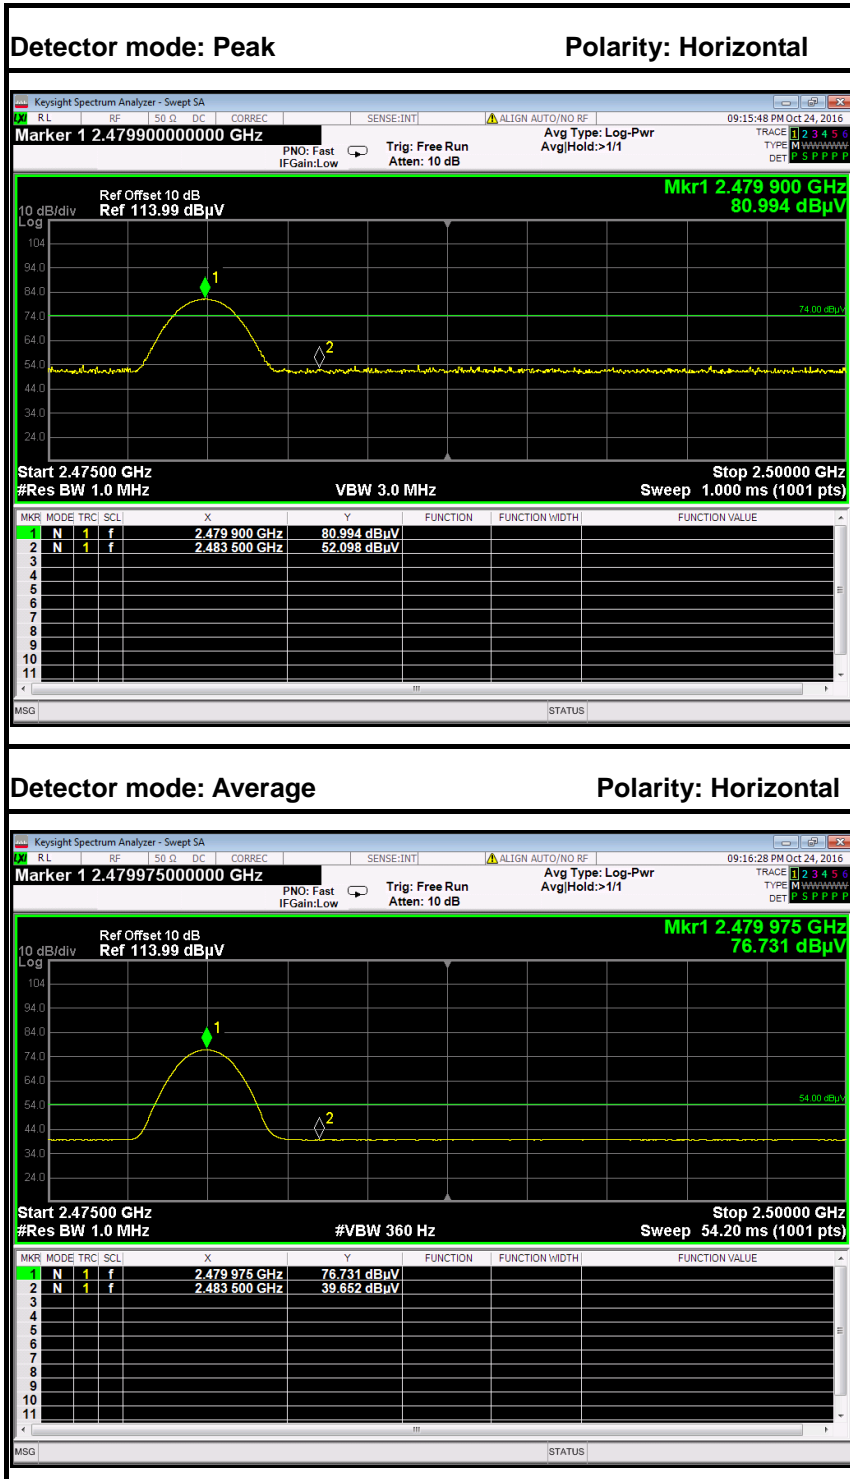 Detector mode: Peak Polarity: Horizontal
Keysight Spectrum Analyzer - Swept SA
LXI RL RF 50 Ω DC CORREC SENSE:INT ALIGN AUTO/NO RF 09:15:48 PM Oct 24, 2016
Marker 1 2.479900000000 GHz
PNO: Fast
IFGain:Low
Trig: Free Run
Atten: 10 dB
Avg Type: Log-Pwr
Avg|Hold:>1/1
TRACE 1 2 3 4 5 6
TYPE M WWWWW
DET P S P P P P
Mkr1 2.479 900 GHz
80.994 dBµV
Ref Offset 10 dB
10 dB/div Ref 113.99 dBµV
Log
104
94.0
84.0
74.0
64.0
54.0
44.0
34.0
24.0
1
2
74.00 dBµV
Start 2.47500 GHz Stop 2.50000 GHz
#Res BW 1.0 MHz VBW 3.0 MHz Sweep 1.000 ms (1001 pts)
MKR MODE TRC SCL X Y FUNCTION FUNCTION WIDTH FUNCTION VALUE
1 N 1 f 2.479 900 GHz 80.994 dBµV
2 N 1 f 2.483 500 GHz 52.098 dBµV
3
4
5
6
7
8
9
10
11
MSG STATUS
Detector mode: Average Polarity: Horizontal
Keysight Spectrum Analyzer - Swept SA
LXI RL RF 50 Ω DC CORREC SENSE:INT ALIGN AUTO/NO RF 09:16:28 PM Oct 24, 2016
Marker 1 2.479975000000 GHz
PNO: Fast
IFGain:Low
Trig: Free Run
Atten: 10 dB
Avg Type: Log-Pwr
Avg|Hold:>1/1
TRACE 1 2 3 4 5 6
TYPE M WWWWW
DET P S P P P P
Mkr1 2.479 975 GHz
76.731 dBµV
Ref Offset 10 dB
10 dB/div Ref 113.99 dBµV
Log
104
94.0
84.0
74.0
64.0
54.0
44.0
34.0
24.0
1
2
54.00 dBµV
Start 2.47500 GHz Stop 2.50000 GHz
#Res BW 1.0 MHz #VBW 360 Hz Sweep 54.20 ms (1001 pts)
MKR MODE TRC SCL X Y FUNCTION FUNCTION WIDTH FUNCTION VALUE
1 N 1 f 2.479 975 GHz 76.731 dBµV
2 N 1 f 2.483 500 GHz 39.652 dBµV
3
4
5
6
7
8
9
10
11
MSG STATUS